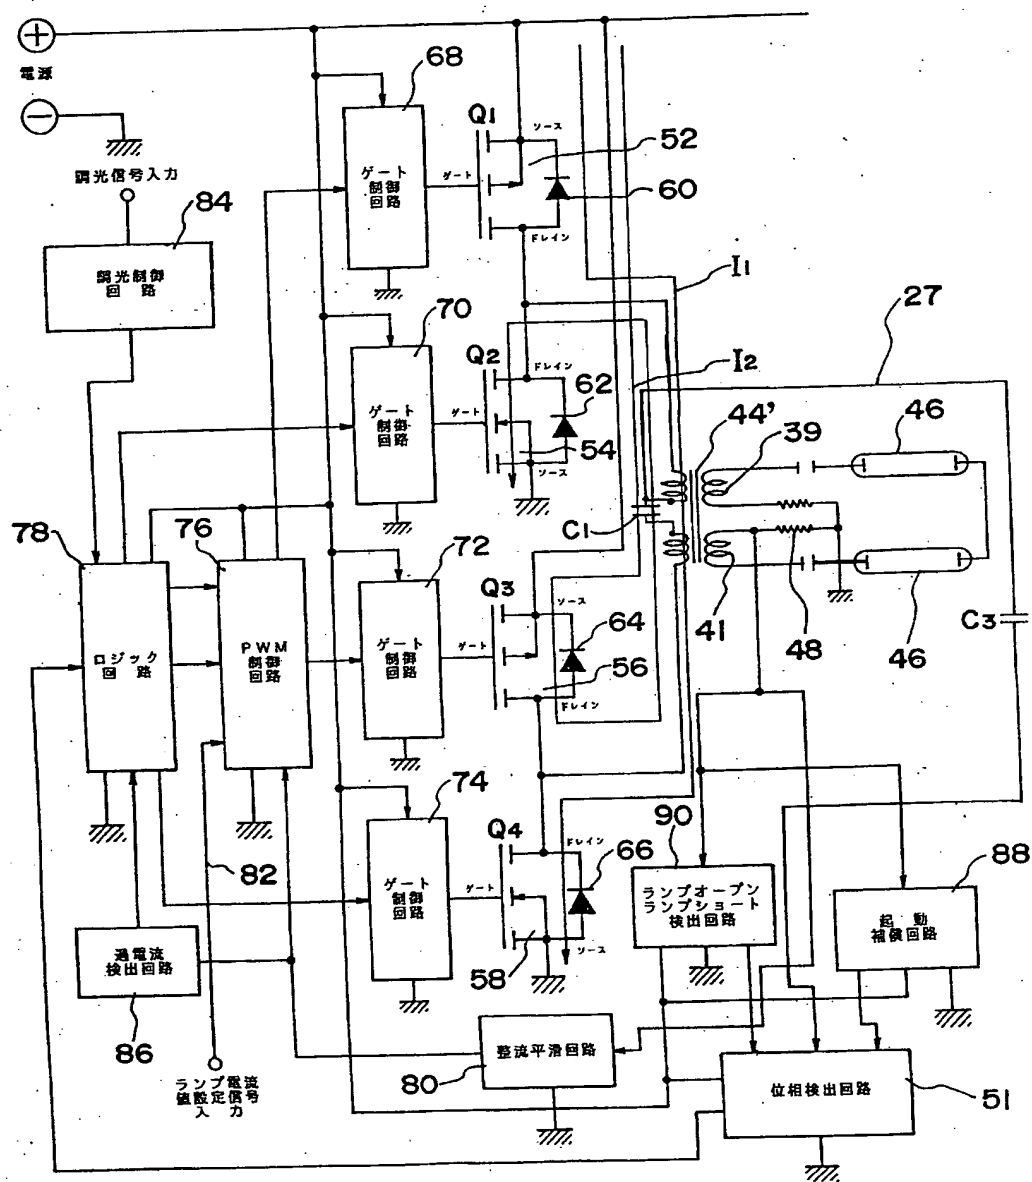 +
電源
−
調光信号入力
84
調光制御
回　路
68
ゲート
制御
回路
Q1
ゲート
ソース
52
60
ドレイン
I1
70
ゲート
制御
回路
Q2
ゲート
ドレイン
62
54
ソース
I2
27
44'
39
46
C1
41
48
46
C3
78
ロジック
回　路
76
PWM
制御
回路
72
ゲート
制御
回路
Q3
ゲート
ソース
64
56
ドレイン
74
ゲート
制御
回路
Q4
ゲート
ドレイン
66
58
ソース
82
過電流
検出回路
86
ランプ電流
値設定信号
入　力
90
ランプオープン
ランプショート
検出回路
88
起　動
補償回路
整流平滑回路
80
位相検出回路
51